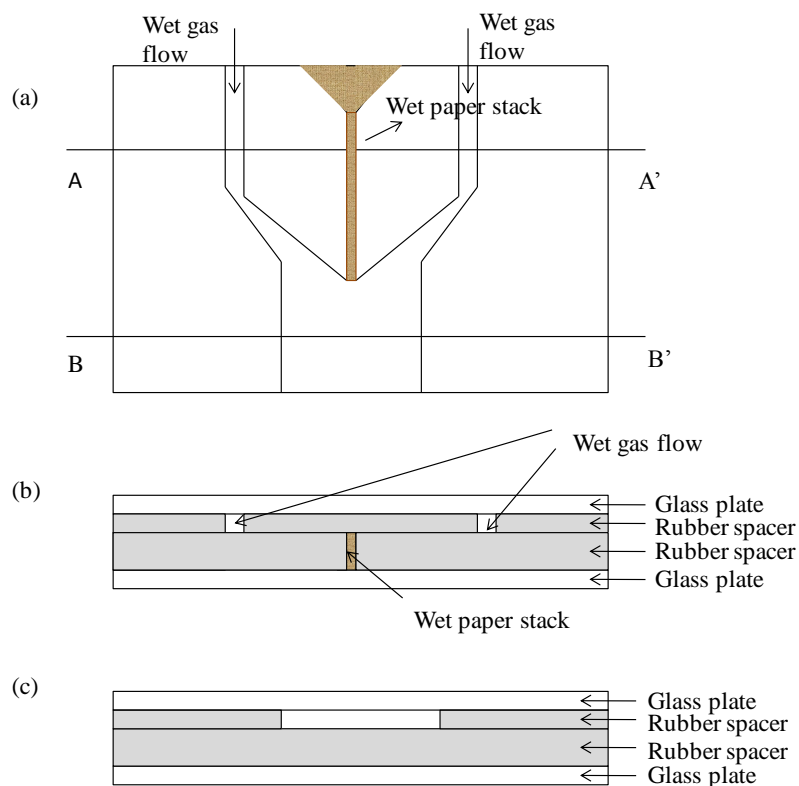 Wet gas
flow
Wet gas
flow
(a)
Wet paper stack
A
A’
B
B’
Wet gas flow
(b)
Glass plate
Rubber spacer
Rubber spacer
Glass plate
Wet paper stack
(c)
Glass plate
Rubber spacer
Rubber spacer
Glass plate